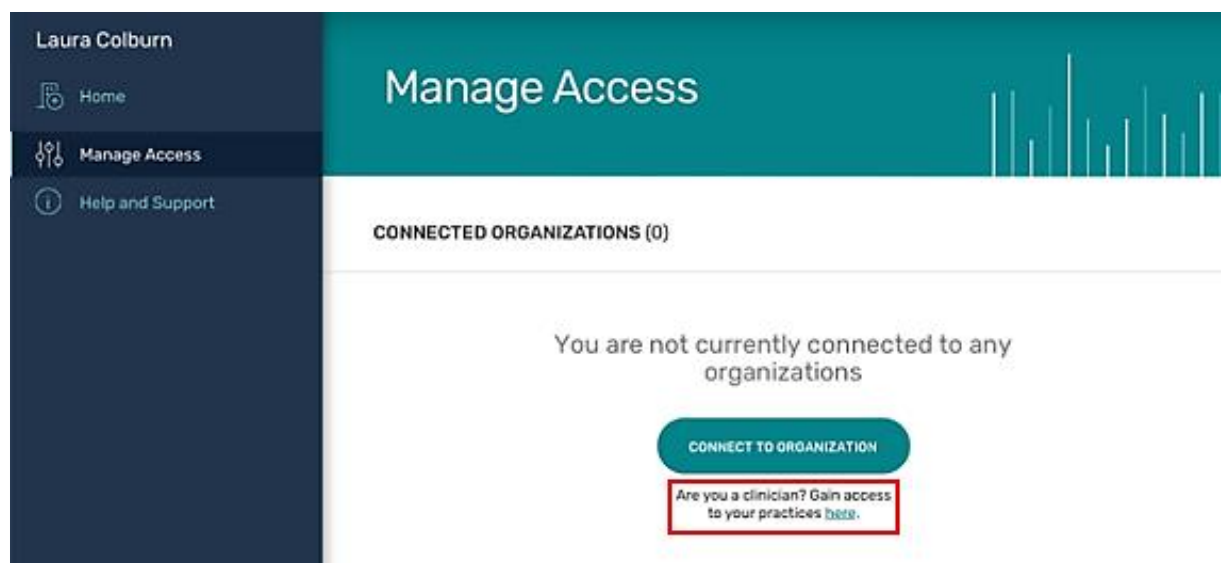 Laura Colburn
Home
Manage Access
Help and Support
Manage Access
CONNECTED ORGANIZATIONS (0)
You are not currently connected to any
organizations
CONNECT TO ORGANIZATION
Are you a clinician? Gain access
to your practices here.